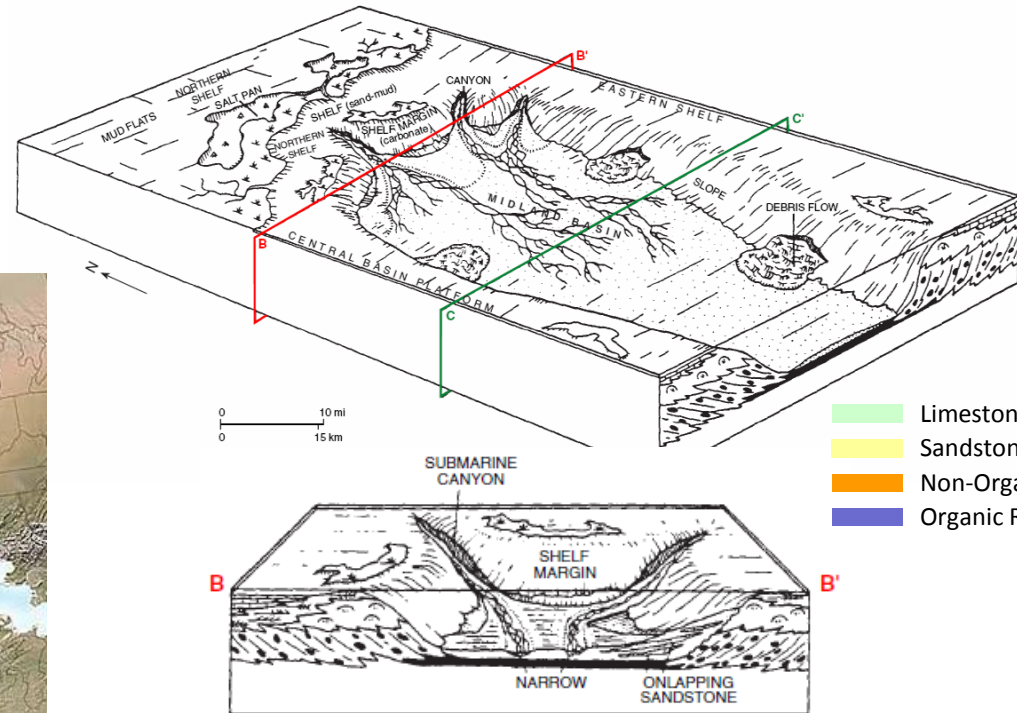 B'
CANYON
EASTERN SHELF
NORTHERN
SHELF
SALT PAN
MUD FLATS
SHELF (sand-mud)
SHELF MARGIN
(carbonate)
NORTHERN
SHELF
C'
SLOPE
MIDLAND BASIN
DEBRIS FLOW
B
CENTRAL BASIN PLATFORM
C
N
0 10 mi
0 15 km
Limeston
Sandston
Non-Orga
Organic R
SUBMARINE
CANYON
SHELF
MARGIN
B
B'
NARROW
ONLAPPING
SANDSTONE